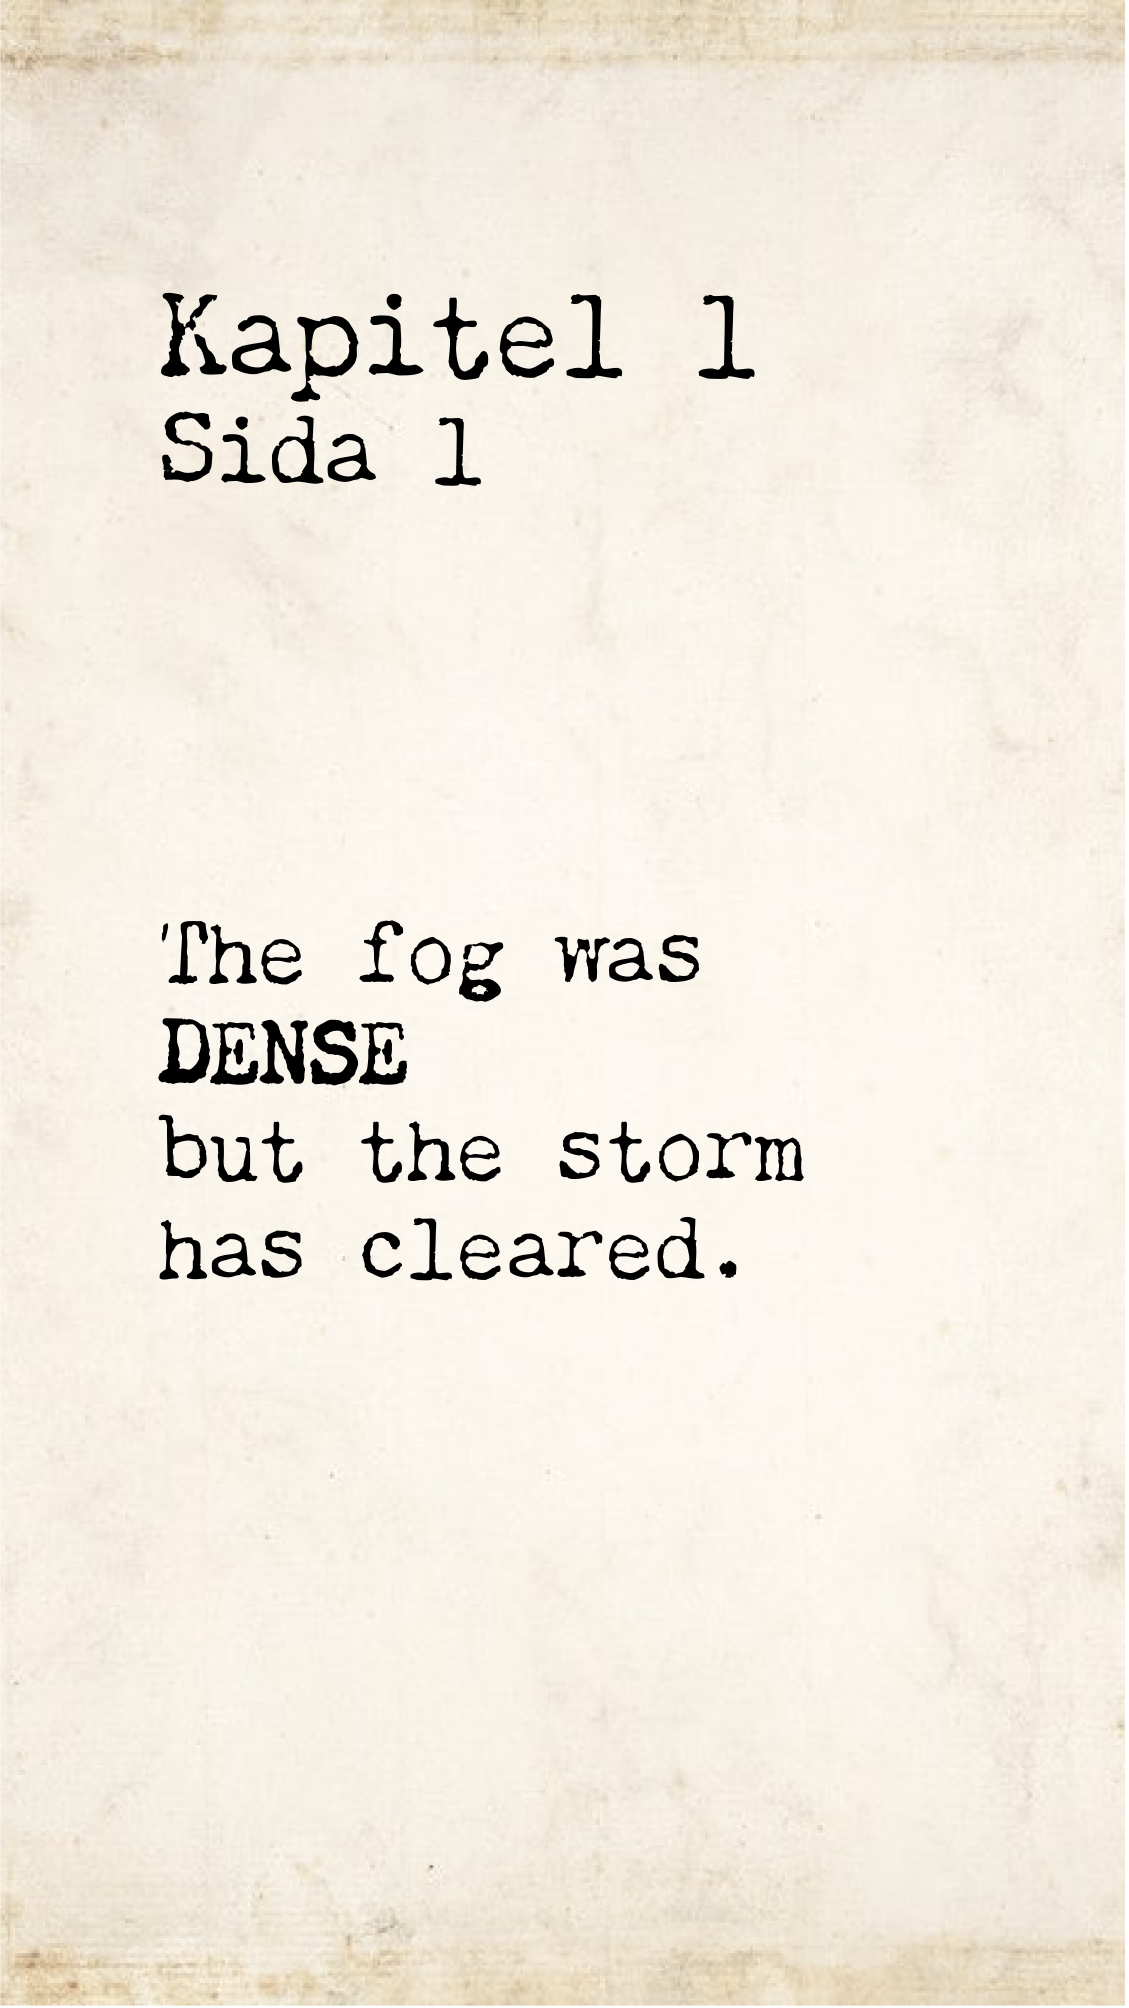 Kapitel 1
Sida 1
The fog was
DENSE
but the storm
has cleared.